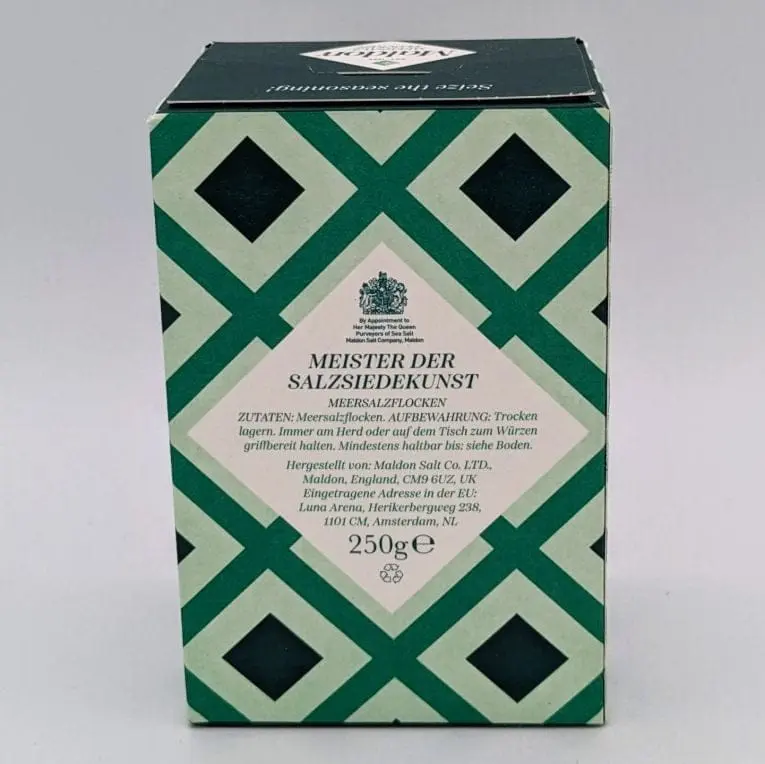 Maldon
Seize the seasoning!
By Appointment to
Her Majesty The Queen
Purveyors of Sea Salt
Maldon Salt Company, Maldon
MEISTER DER
SALZSIEDEKUNST
MEERSALZFLOCKEN
ZUTATEN: Meersalzflocken. AUFBEWAHRUNG: Trocken
lagern. Immer am Herd oder auf dem Tisch zum Würzen
griffbereit halten. Mindestens haltbar bis: siehe Boden.
Hergestellt von: Maldon Salt Co. LTD.,
Maldon, England, CM9 6UZ, UK
Eingetragene Adresse in der EU:
Luna Arena, Herikerbergweg 238,
1101 CM, Amsterdam, NL
250g℮